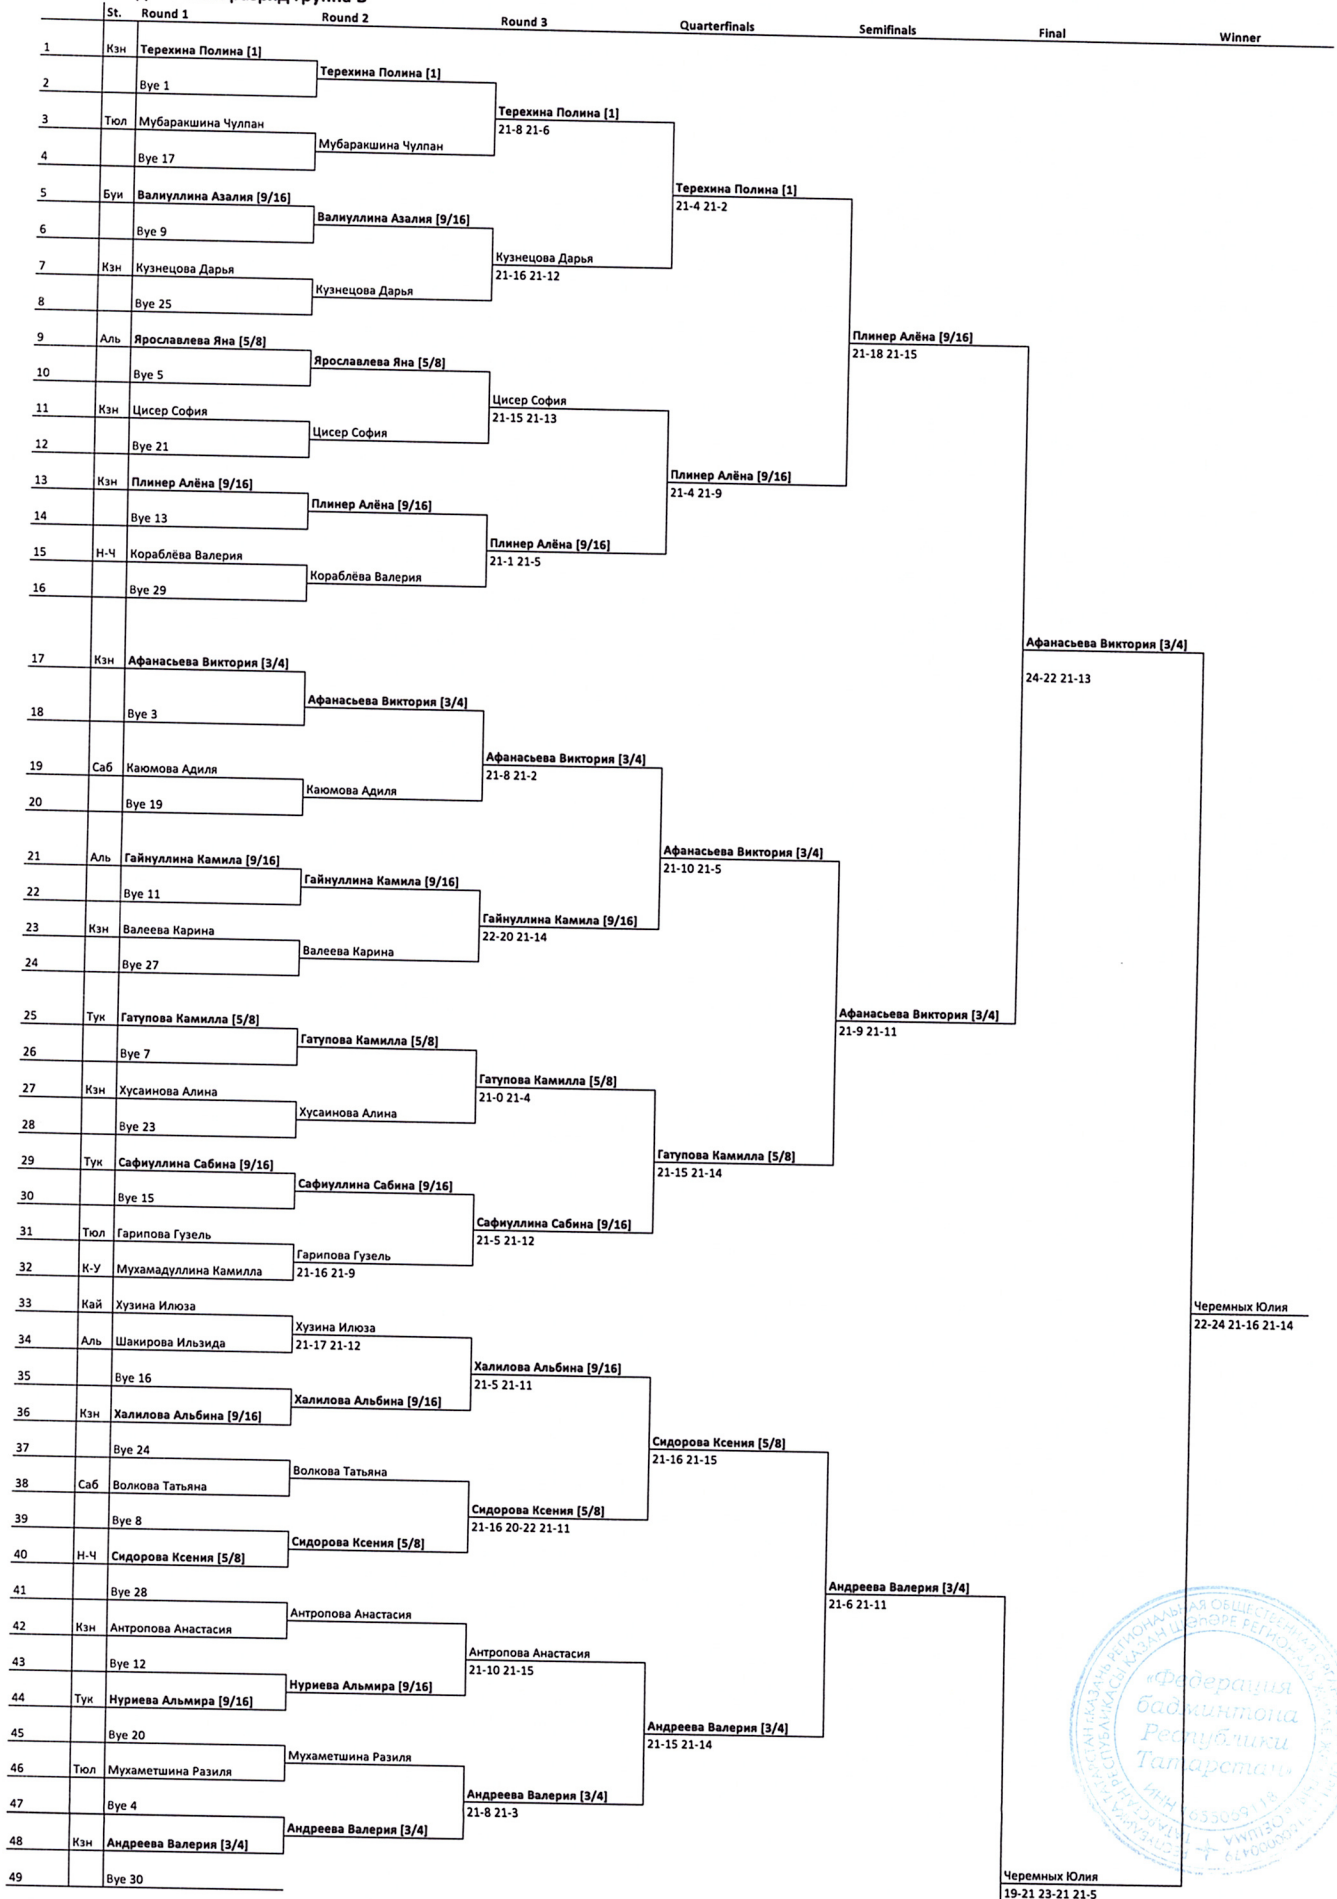 St. Round 1 Round 2 Round 3 Quarterfinals Semifinals Final Winner
1 Кзн Терехина Полина [1]
Терехина Полина [1]
2 Bye 1
Терехина Полина [1]
3 Тюл Мубаракшина Чулпан
21-8 21-6
Мубаракшина Чулпан
4 Bye 17
Терехина Полина [1]
5 Буи Валиуллина Азалия [9/16]
21-4 21-2
Валиуллина Азалия [9/16]
6 Bye 9
Кузнецова Дарья
7 Кзн Кузнецова Дарья
21-16 21-12
Кузнецова Дарья
8 Bye 25
Плинер Алёна [9/16]
9 Аль Ярославлева Яна [5/8]
21-18 21-15
Ярославлева Яна [5/8]
10 Bye 5
Цисер София
11 Кзн Цисер София
21-15 21-13
Цисер София
12 Bye 21
Плинер Алёна [9/16]
13 Кзн Плинер Алёна [9/16]
21-4 21-9
Плинер Алёна [9/16]
14 Bye 13
Плинер Алёна [9/16]
15 Н-Ч Кораблёва Валерия
21-1 21-5
Кораблёва Валерия
16 Bye 29
Афанасьева Виктория [3/4]
17 Кзн Афанасьева Виктория [3/4]
24-22 21-13
Афанасьева Виктория [3/4]
18 Bye 3
Афанасьева Виктория [3/4]
19 Саб Каюмова Адиля
21-8 21-2
Каюмова Адиля
20 Bye 19
Афанасьева Виктория [3/4]
21 Аль Гайнуллина Камила [9/16]
21-10 21-5
Гайнуллина Камила [9/16]
22 Bye 11
Гайнуллина Камила [9/16]
23 Кзн Валеева Карина
22-20 21-14
Валеева Карина
24 Bye 27
Афанасьева Виктория [3/4]
25 Тук Гатупова Камилла [5/8]
21-9 21-11
Гатупова Камилла [5/8]
26 Bye 7
Гатупова Камилла [5/8]
27 Кзн Хусаинова Алина
21-0 21-4
Хусаинова Алина
28 Bye 23
Гатупова Камилла [5/8]
29 Тук Сафиуллина Сабина [9/16]
21-15 21-14
Сафиуллина Сабина [9/16]
30 Bye 15
Сафиуллина Сабина [9/16]
31 Тюл Гарипова Гузель
21-5 21-12
Гарипова Гузель
32 К-У Мухамадуллина Камилла
21-16 21-9
33 Кай Хузина Илюза
Черемных Юлия
22-24 21-16 21-14
Хузина Илюза
34 Аль Шакирова Ильзида
21-17 21-12
Халилова Альбина [9/16]
35 Bye 16
21-5 21-11
Халилова Альбина [9/16]
36 Кзн Халилова Альбина [9/16]
Сидорова Ксения [5/8]
37 Bye 24
21-16 21-15
Волкова Татьяна
38 Саб Волкова Татьяна
Сидорова Ксения [5/8]
39 Bye 8
21-16 20-22 21-11
Сидорова Ксения [5/8]
40 Н-Ч Сидорова Ксения [5/8]
Андреева Валерия [3/4]
41 Bye 28
21-6 21-11
Антропова Анастасия
42 Кзн Антропова Анастасия
Антропова Анастасия
43 Bye 12
21-10 21-15
Нуриева Альмира [9/16]
44 Тук Нуриева Альмира [9/16]
Андреева Валерия [3/4]
45 Bye 20
21-15 21-14
Мухаметшина Разиля
46 Тюл Мухаметшина Разиля
Андреева Валерия [3/4]
47 Bye 4
21-8 21-3
Андреева Валерия [3/4]
48 Кзн Андреева Валерия [3/4]
49 Bye 30
Черемных Юлия
19-21 23-21 21-5
«Федерация
бадминтона
Республики
Татарстан»